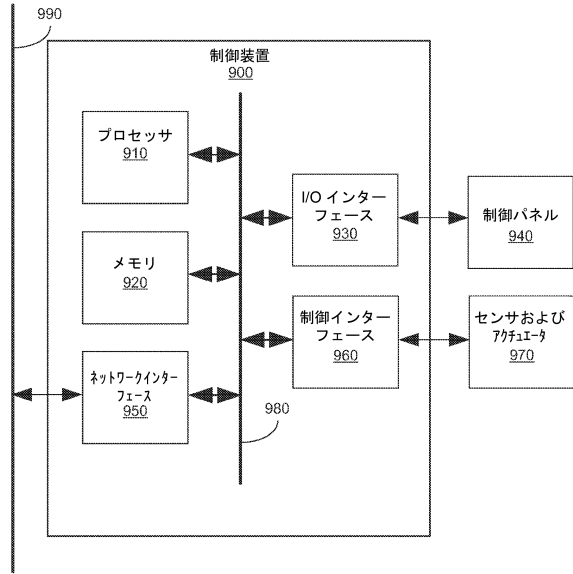 990
制御装置
900
プロセッサ
910
I/O インター
フェース
930
制御パネル
940
メモリ
920
制御インター
フェース
960
センサおよび
アクチュエータ
970
ネットワークインター
フェース
950
980